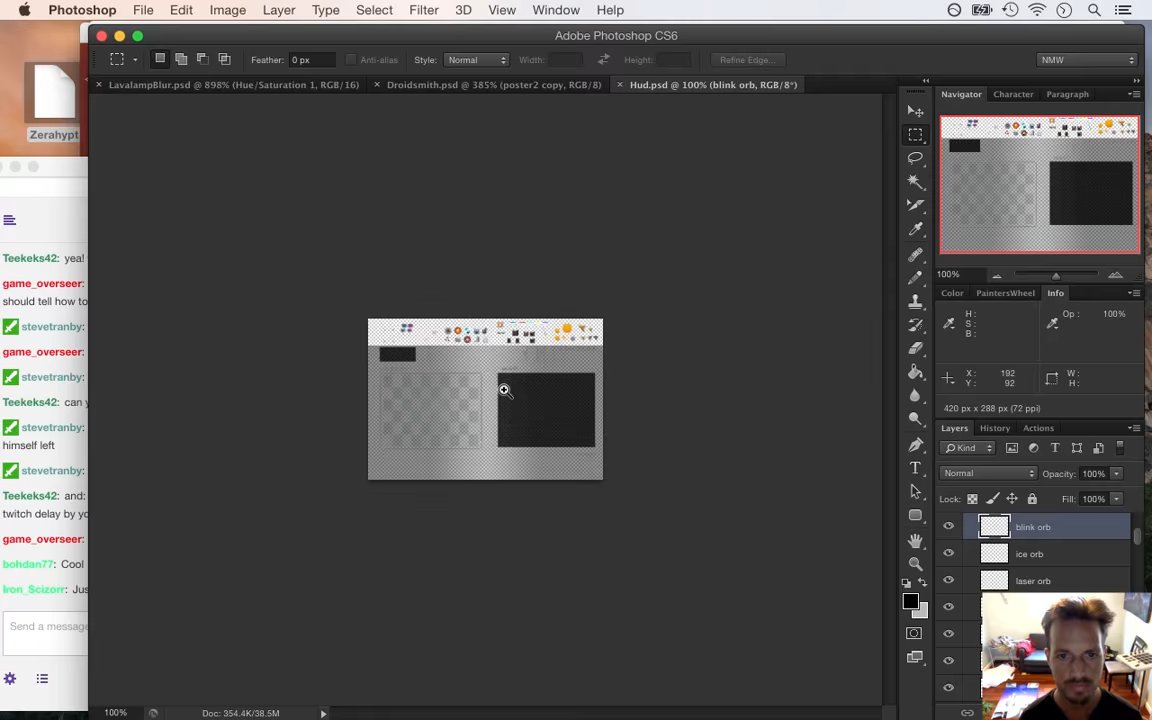 Photoshop File Edit Image Layer Type Select Filter 3D View Window Help
Adobe Photoshop CS6
Feather: 0 px Anti-alias Style: Normal Width: Height: Refine Edge... NMW
LavalampBlur.psd @ 898% (Hue/Saturation 1, RGB/16) Droidsmith.psd @ 385% (poster2 copy, RGB/8) Hud.psd @ 100% (blink orb, RGB/8*)
Navigator Character Paragraph
Zerahypt
100%
Color PaintersWheel Info
H: Op: 100%
S:
B:
X: 192 W:
Y: 92 H:
420 px x 288 px (72 ppi)
Layers History Actions
Kind
Normal Opacity: 100%
Lock: Fill: 100%
blink orb
ice orb
laser orb
Teekeks42: yea!
game_overseer:
should tell how to
stevetranby:
game_overseer:
stevetranby:
Teekeks42: can
stevetranby:
himself left
stevetranby:
Teekeks42: and:
twitch delay by
game_overseer:
bohdan77: Cool
Iron_Scizorr:
Send a message
100% Doc: 354.4K/38.5M